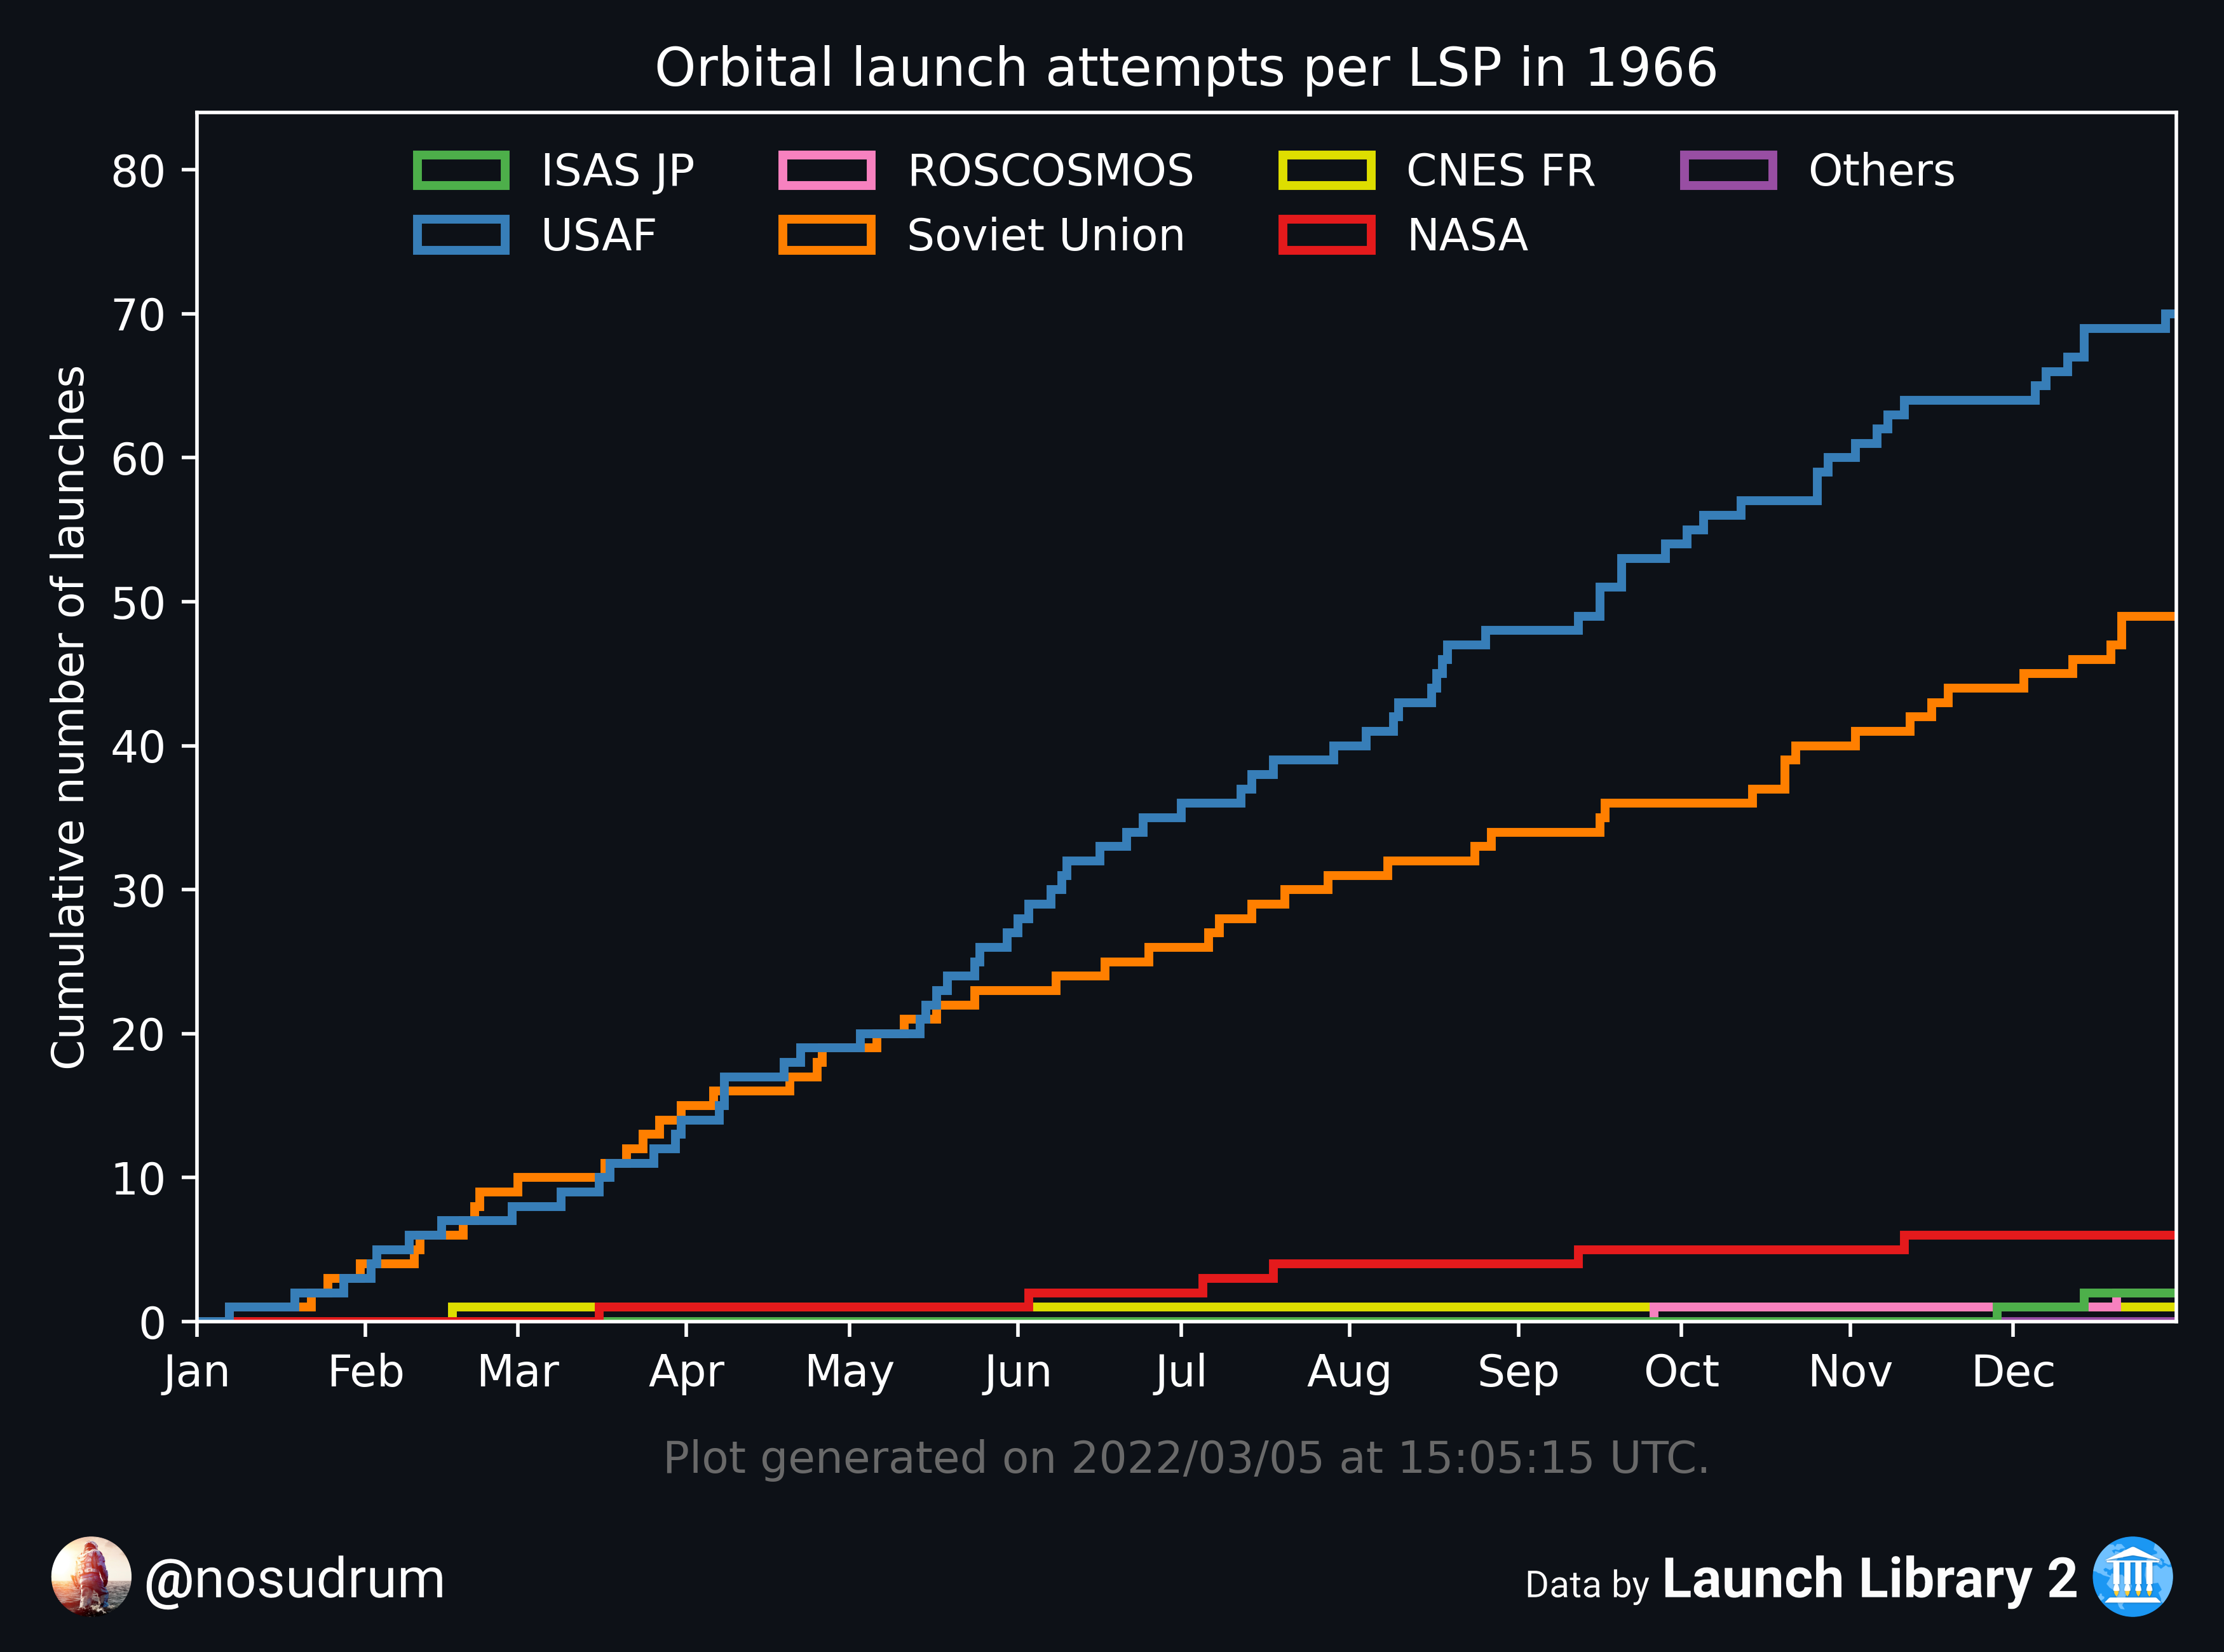 Orbital launch attempts per LSP in 1966
ISAS JP ROSCOSMOS CNES FR Others
USAF Soviet Union NASA
Cumulative number of launches
80
70
60
50
40
30
20
10
0
Jan Feb Mar Apr May Jun Jul Aug Sep Oct Nov Dec
Plot generated on 2022/03/05 at 15:05:15 UTC.
@nosudrum
Data by Launch Library 2